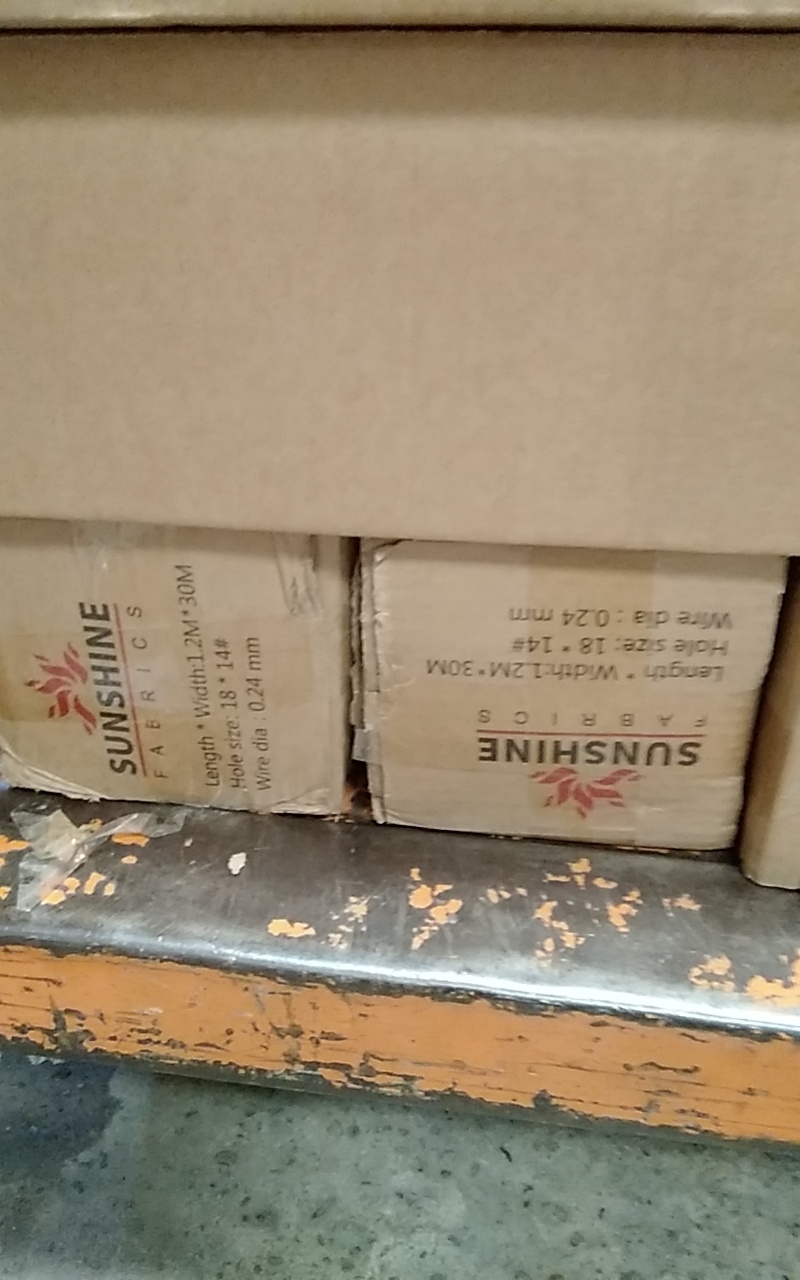 SUNSHINE
FABRICS
Length * Width:1.2M*30M
Hole size: 18 * 14#
Wire dia : 0.24 mm
SUNSHINE
FABRICS
Length * Width:1.2M*30M
Hole size: 18 * 14#
Wire dia : 0.24 mm